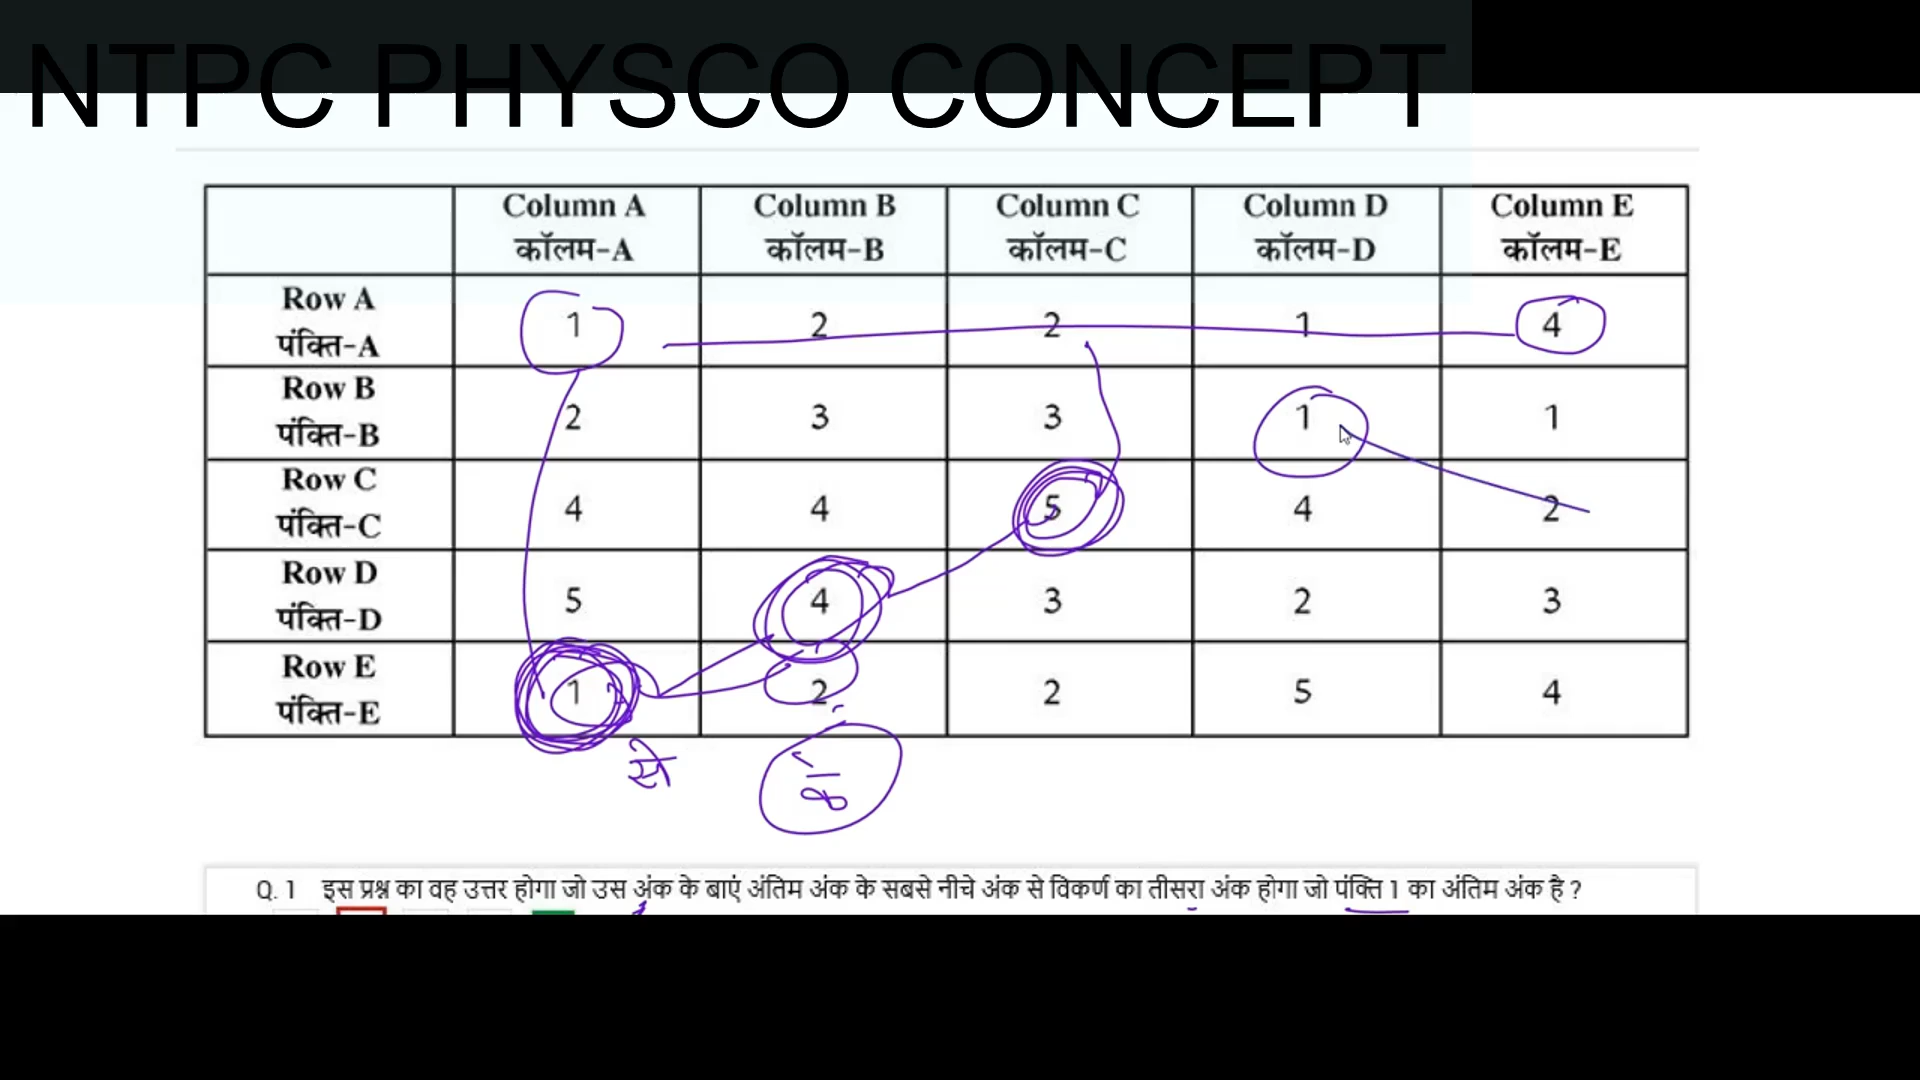 NTPC PHYSCO CONCEPT
Column A Column B Column C Column D Column E
कॉलम-A कॉलम-B कॉलम-C कॉलम-D कॉलम-E
Row A
पंक्ति-A 1 2 2 1 4
Row B
पंक्ति-B 2 3 3 1 1
Row C
पंक्ति-C 4 4 5 4 2
Row D
पंक्ति-D 5 4 3 2 3
Row E
पंक्ति-E 1 2 2 5 4
से
Q. 1 इस प्रश्न का वह उत्तर होगा जो उस अंक के बाएं अंतिम अंक के सबसे नीचे अंक से विकर्ण का तीसरा अंक होगा जो पंक्ति 1 का अंतिम अंक है ?